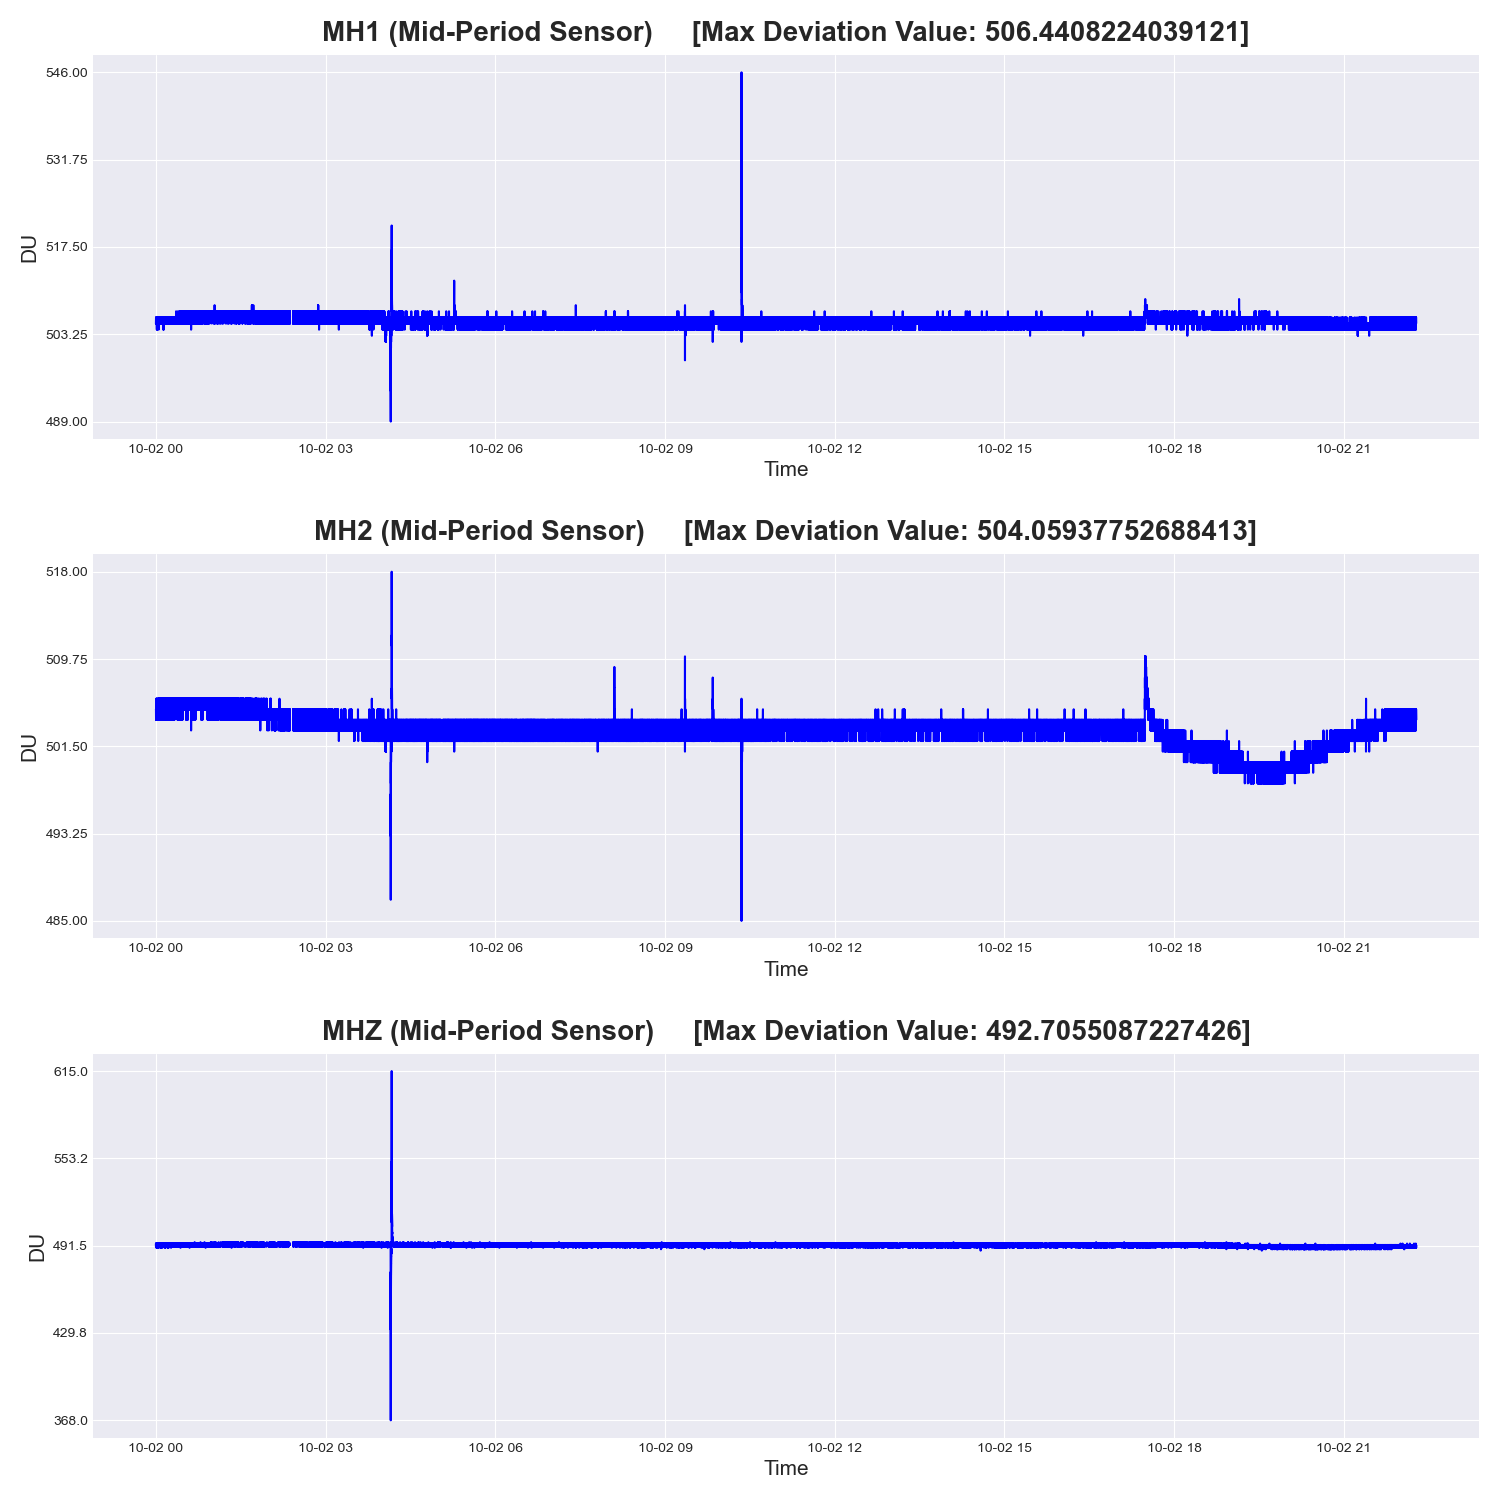 MH1 (Mid-Period Sensor) [Max Deviation Value: 506.4408224039121]
546.00
531.75
517.50
503.25
489.00
DU
10-02 00 10-02 03 10-02 06 10-02 09 10-02 12 10-02 15 10-02 18 10-02 21
Time
MH2 (Mid-Period Sensor) [Max Deviation Value: 504.05937752688413]
518.00
509.75
501.50
493.25
485.00
DU
10-02 00 10-02 03 10-02 06 10-02 09 10-02 12 10-02 15 10-02 18 10-02 21
Time
MHZ (Mid-Period Sensor) [Max Deviation Value: 492.7055087227426]
615.0
553.2
491.5
429.8
368.0
DU
10-02 00 10-02 03 10-02 06 10-02 09 10-02 12 10-02 15 10-02 18 10-02 21
Time